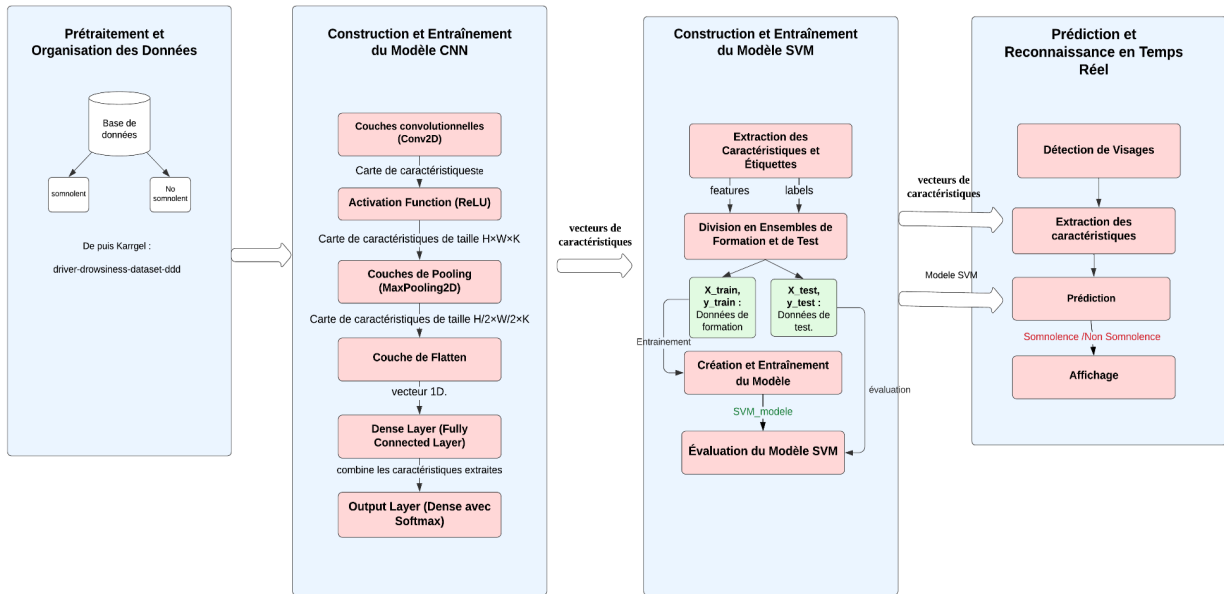 Prétraitement et
Organisation des Données
Base de
données
somnolent
No
somnolent
De puis Karrgel :
driver-drowsiness-dataset-ddd
Construction et Entraînement
du Modèle CNN
Couches convolutionnelles
(Conv2D)
Carte de caractéristiqueste
Activation Function (ReLU)
Carte de caractéristiques de taille H×W×K
Couches de Pooling
(MaxPooling2D)
Carte de caractéristiques de taille H/2×W/2×K
Couche de Flatten
vecteur 1D.
Dense Layer (Fully
Connected Layer)
combine les caractéristiques extraites
Output Layer (Dense avec
Softmax)
vecteurs de
caractéristiques
Construction et Entraînement
du Modèle SVM
Extraction des
Caractéristiques et
Étiquettes
features
labels
Division en Ensembles de
Formation et de Test
X_train,
y_train :
Données de
formation
X_test,
y_test :
Données de
test.
Entrainement
Création et Entraînement
du Modèle
évaluation
SVM_modele
Évaluation du Modèle SVM
vecteurs de
caractéristiques
Modele SVM
Prédiction et
Reconnaissance en Temps
Réel
Détection de Visages
Extraction des
caractéristiques
Prédiction
Somnolence /Non Somnolence
Affichage